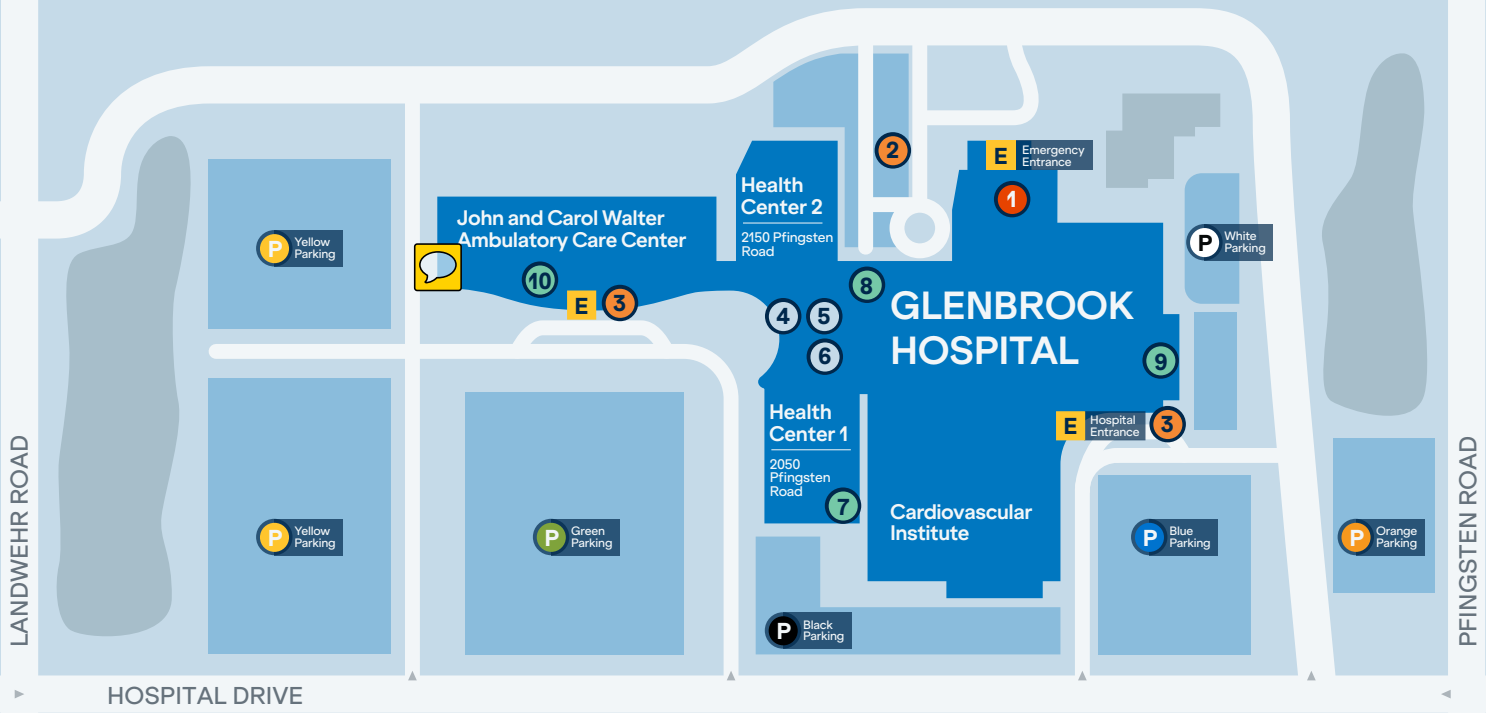 2
E
Emergency
Entrance
1
Health
Center 2
2150 Pfingsten
Road
John and Carol Walter
Ambulatory Care Center
P
Yellow
Parking
P
White
Parking
10
E
3
8
4
5
6
GLENBROOK
HOSPITAL
9
Health
Center 1
2050
Pfingsten
Road
7
E
Hospital
Entrance
3
Cardiovascular
Institute
P
Yellow
Parking
P
Green
Parking
P
Blue
Parking
P
Orange
Parking
P
Black
Parking
LANDWEHR ROAD
PFINGSTEN ROAD
HOSPITAL DRIVE